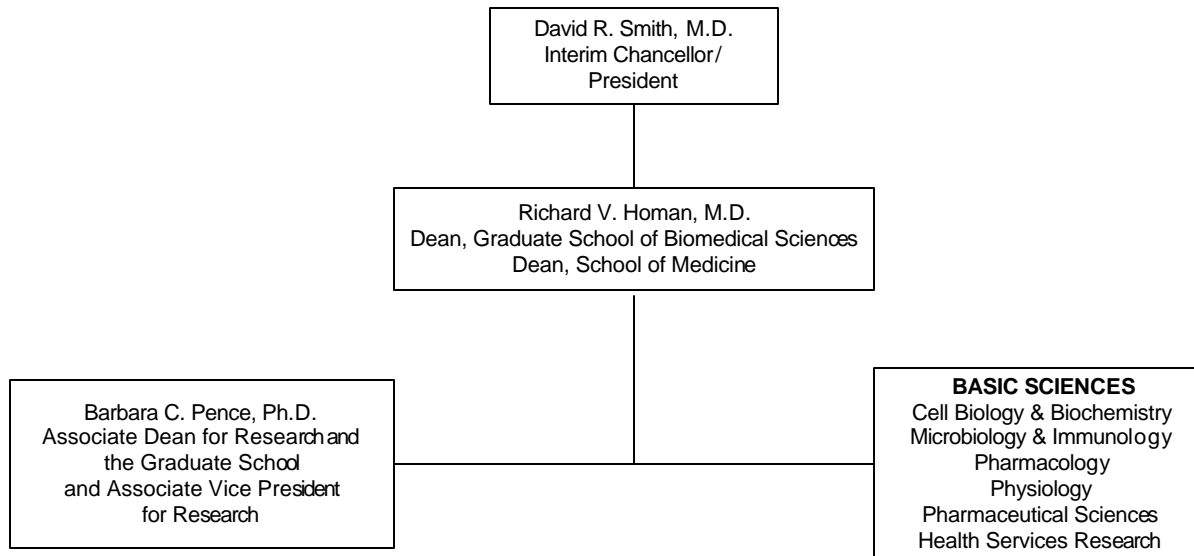 David R. Smith, M.D.
Interim Chancellor/
President
Richard V. Homan, M.D.
Dean, Graduate School of Biomedical Sciences
Dean, School of Medicine
Barbara C. Pence, Ph.D.
Associate Dean for Research and
the Graduate School
and Associate Vice President
for Research
BASIC SCIENCES
Cell Biology & Biochemistry
Microbiology & Immunology
Pharmacology
Physiology
Pharmaceutical Sciences
Health Services Research